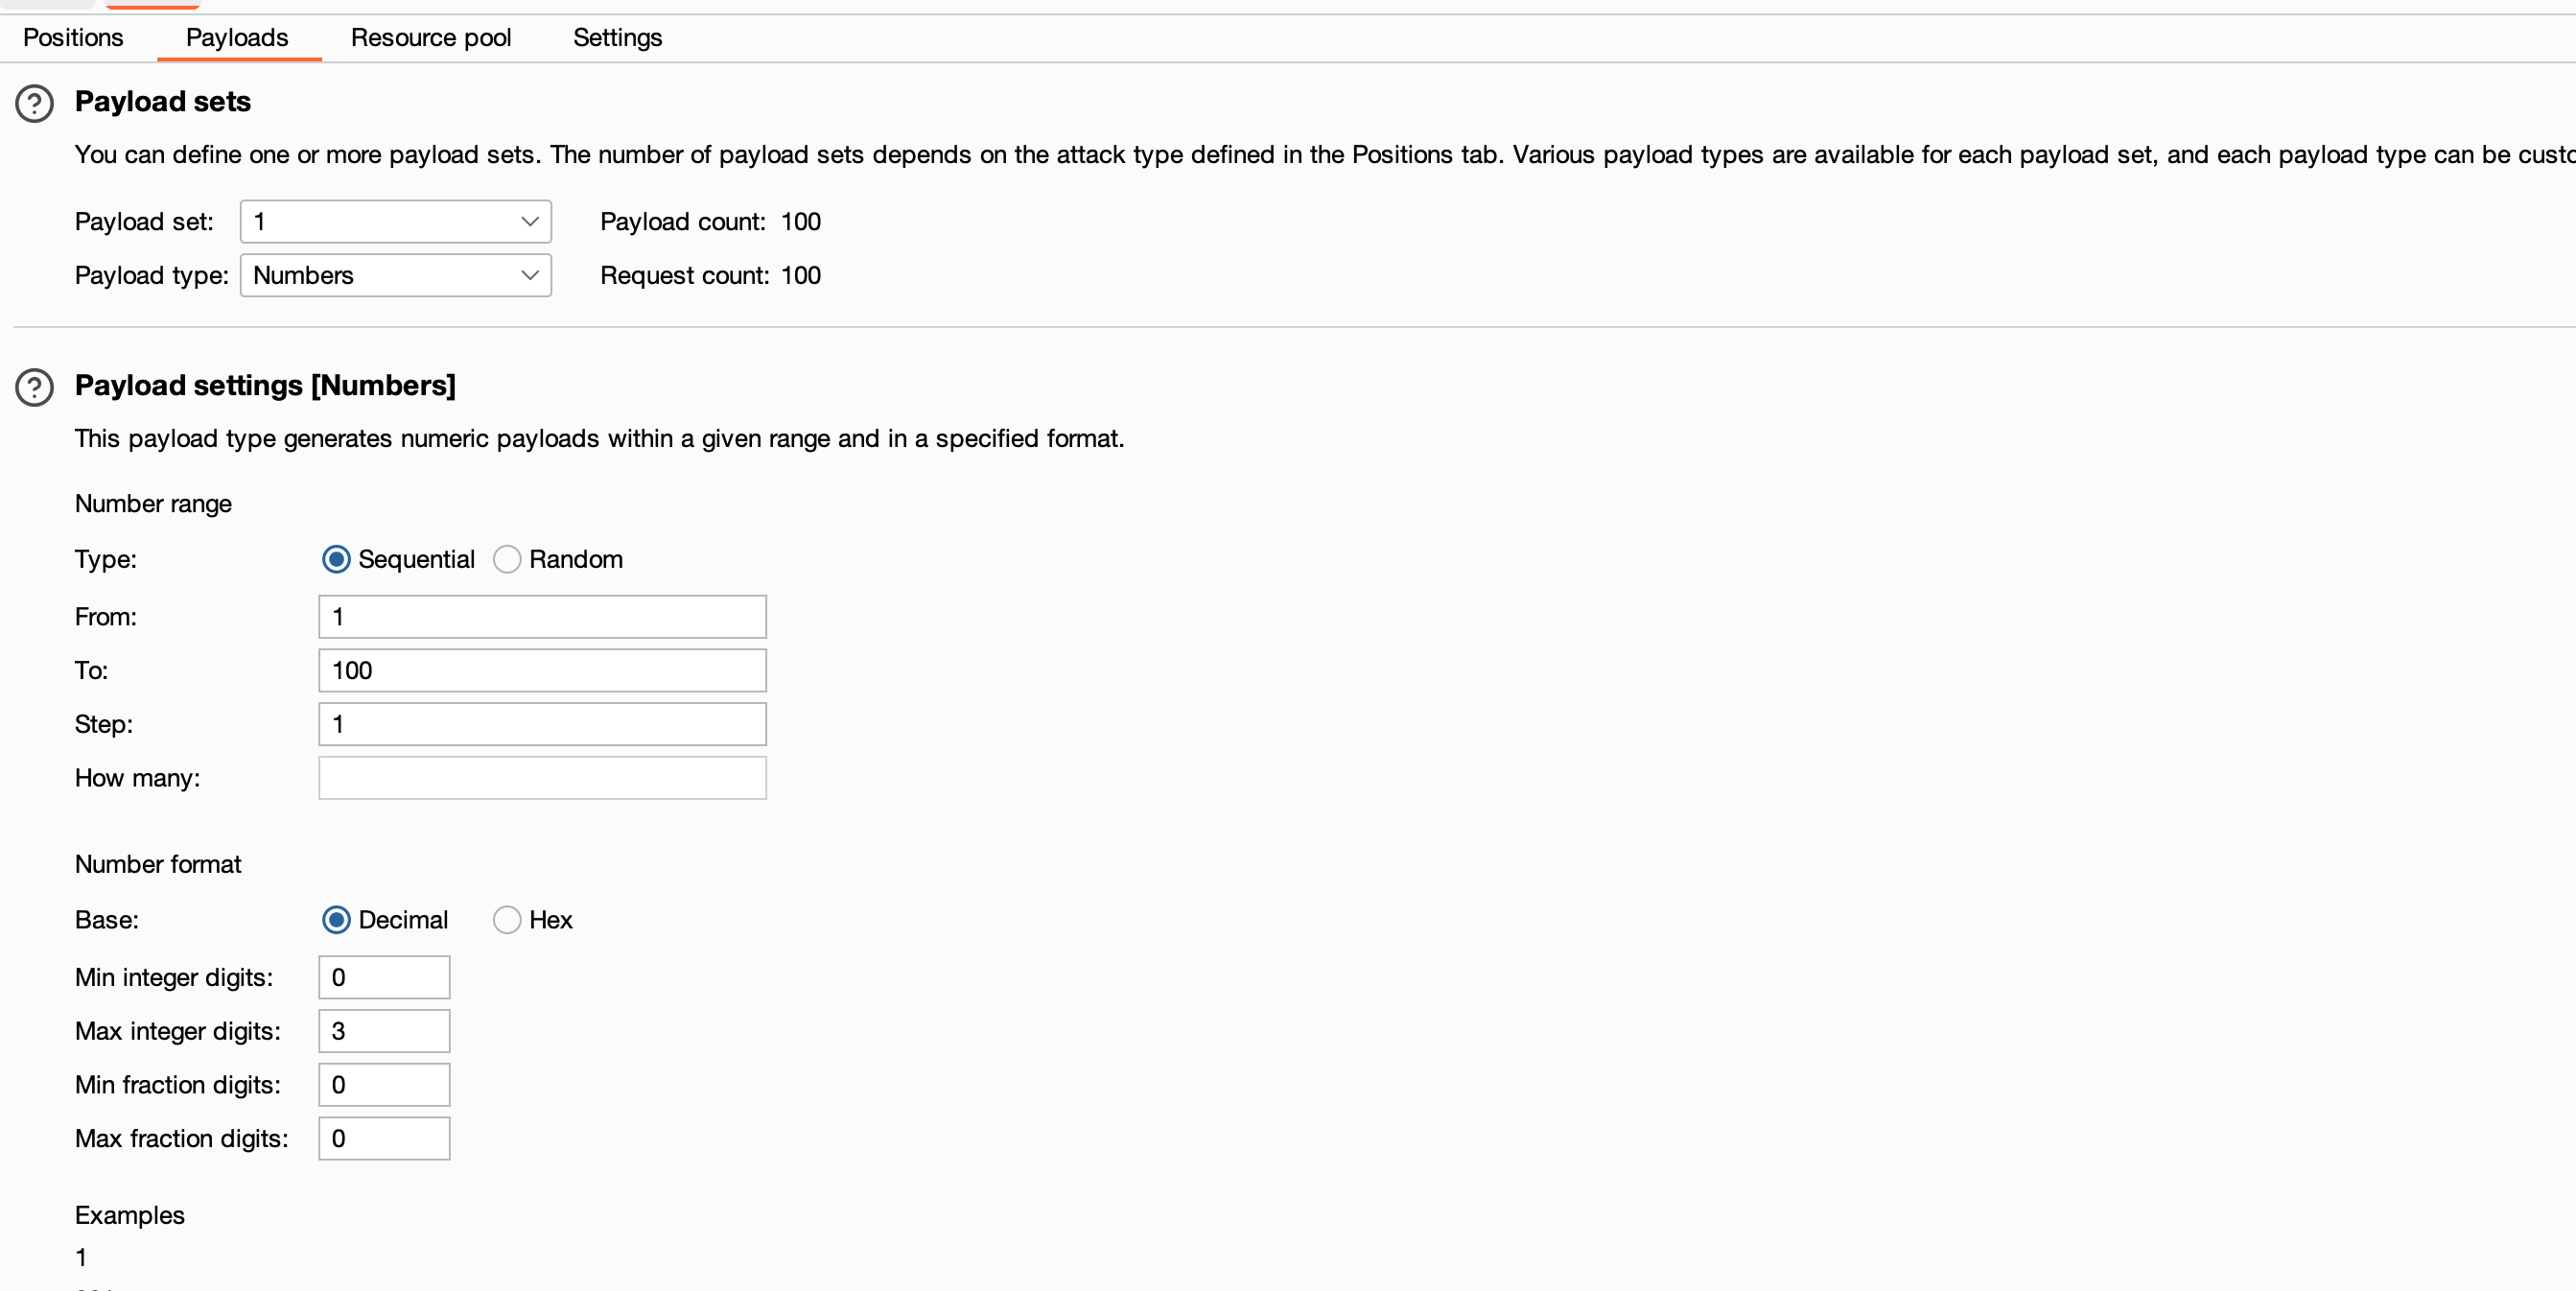 Positions Payloads Resource pool Settings
Payload sets
You can define one or more payload sets. The number of payload sets depends on the attack type defined in the Positions tab. Various payload types are available for each payload set, and each payload type can be
Payload set: 1 Payload count: 100
Payload type: Numbers Request count: 100
Payload settings [Numbers]
This payload type generates numeric payloads within a given range and in a specified format.
Number range
Type: Sequential Random
From: 1
To: 100
Step: 1
How many:
Number format
Base: Decimal Hex
Min integer digits: 0
Max integer digits: 3
Min fraction digits: 0
Max fraction digits: 0
Examples
1